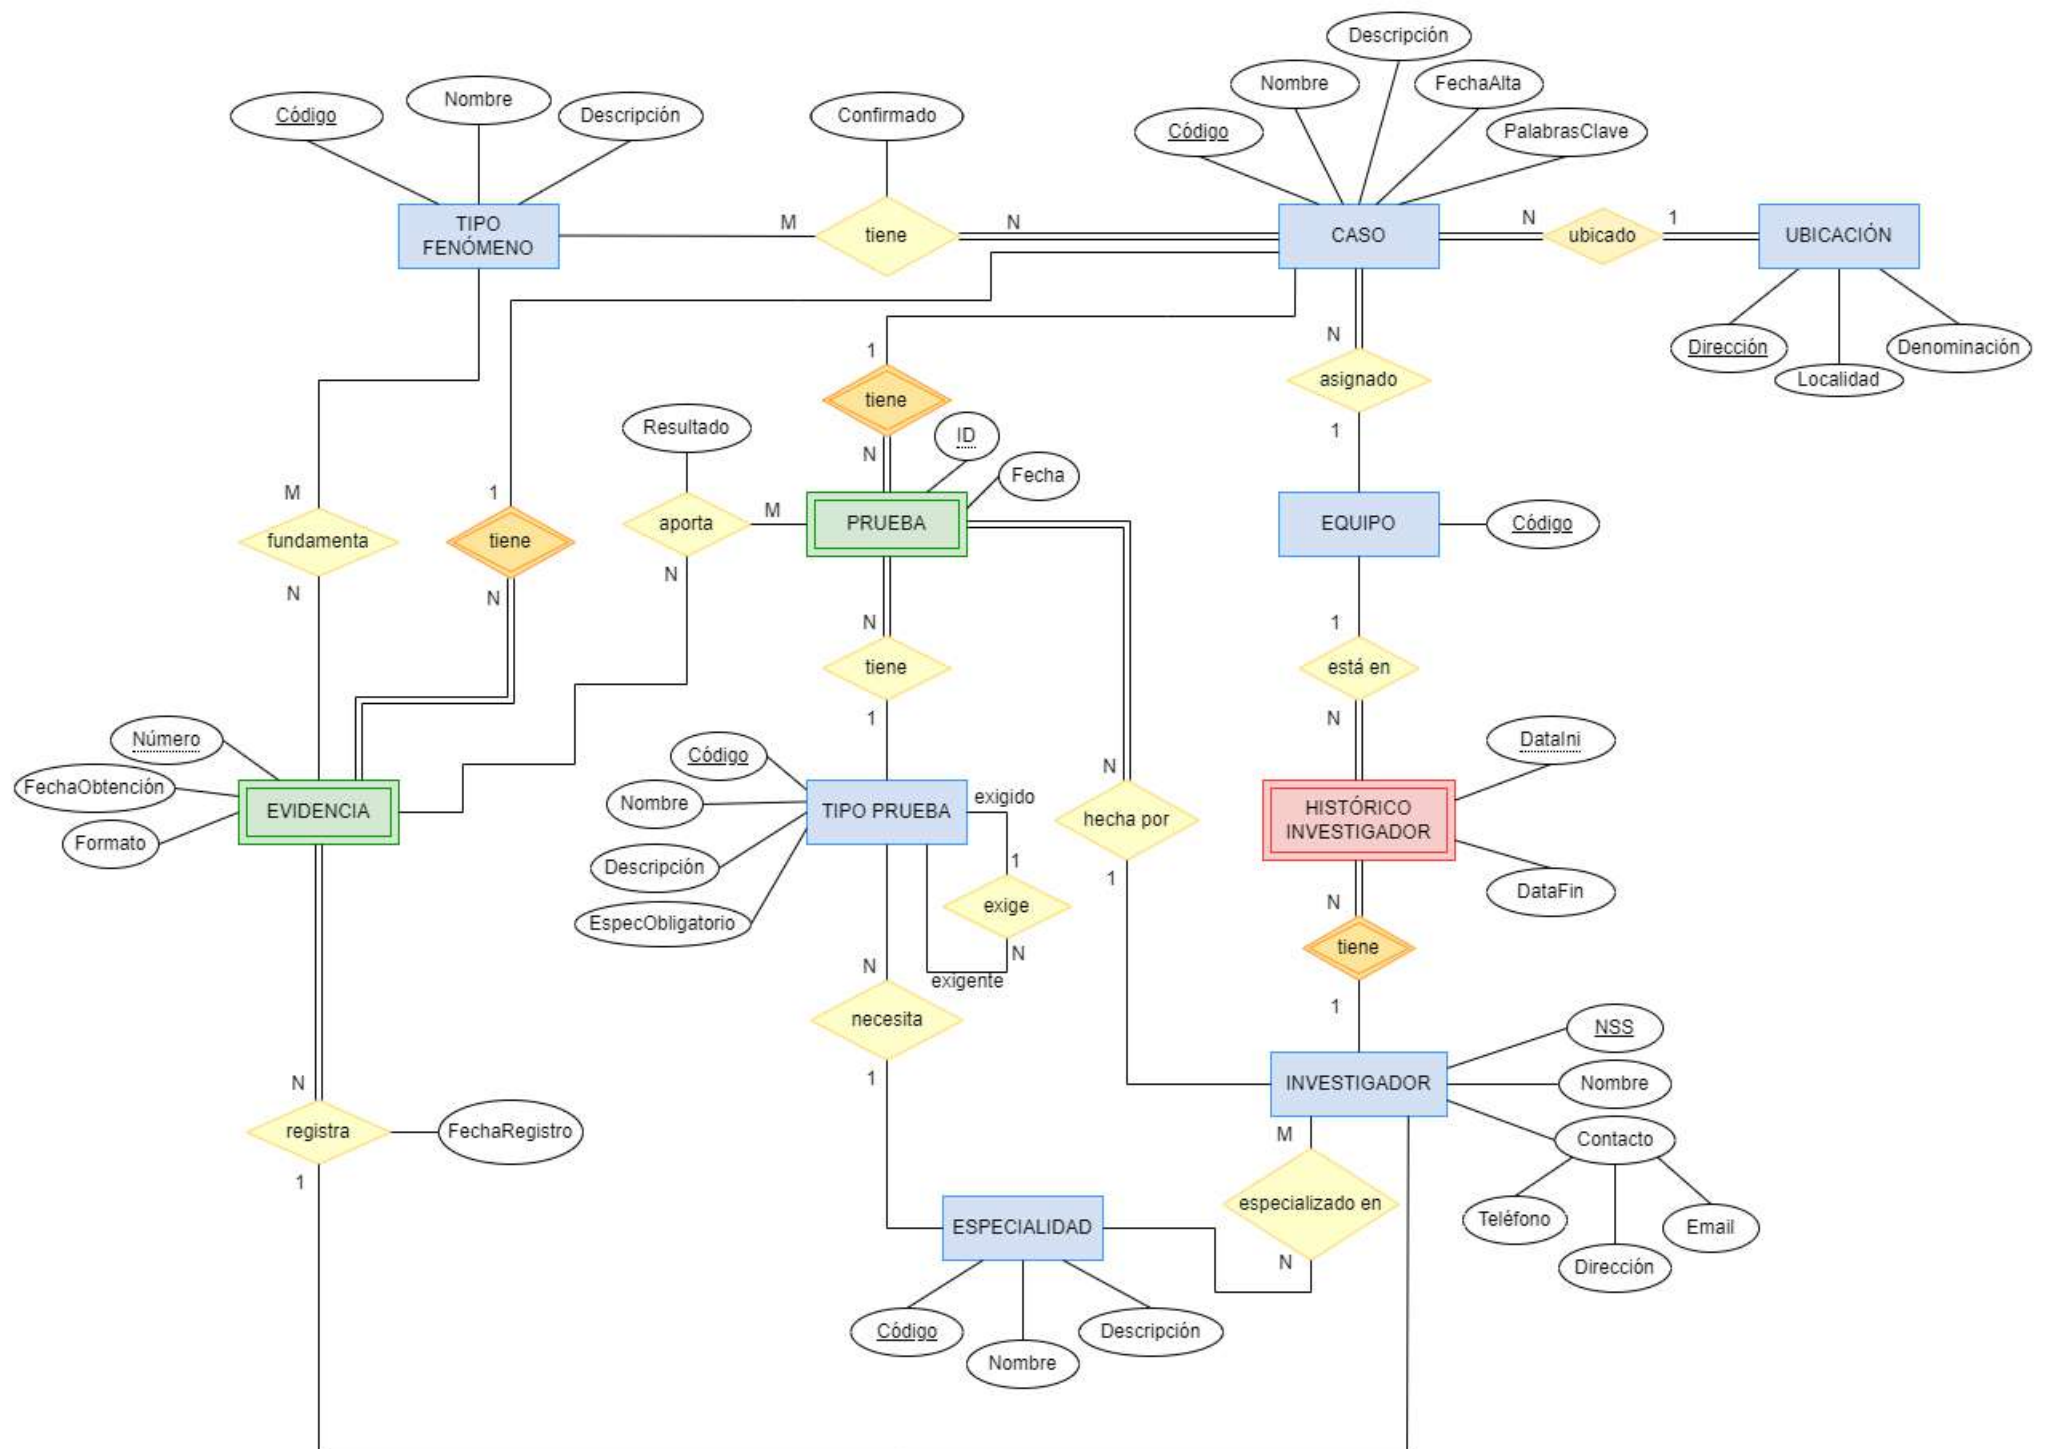 Descripción
Nombre
FechaAlta
Código
Nombre
Descripción
Confirmado
Código
PalabrasClave
TIPO
FENÓMENO
M
tiene
N
CASO
N
ubicado
1
UBICACIÓN
Dirección
Localidad
Denominación
1
tiene
N
N
asignado
1
Resultado
ID
Fecha
M
fundamenta
N
1
tiene
N
aporta
M
N
PRUEBA
EQUIPO
Código
N
tiene
1
1
está en
N
Número
FechaObtención
Formato
EVIDENCIA
Código
Nombre
Descripción
EspecObligatorio
TIPO PRUEBA
exigido
1
exige
N
exigente
N
hecha por
1
DataIni
HISTÓRICO
INVESTIGADOR
DataFin
N
tiene
1
N
necesita
1
N
registra
1
FechaRegistro
INVESTIGADOR
NSS
Nombre
Contacto
Teléfono
Dirección
Email
M
especializado en
N
ESPECIALIDAD
Código
Nombre
Descripción